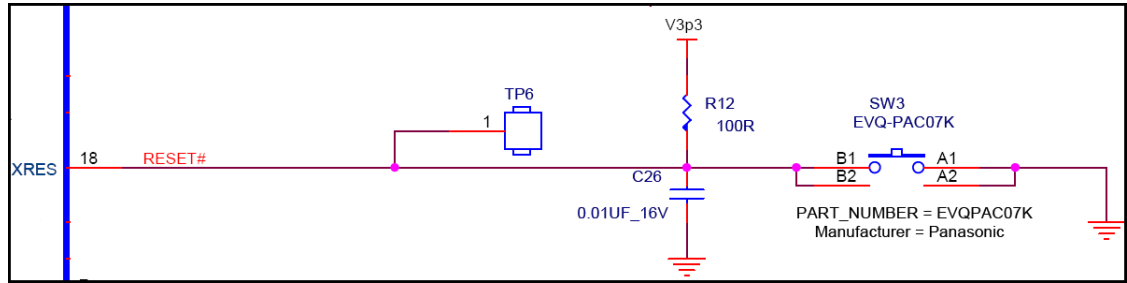 V3p3
TP6
1
R12
100R
SW3
EVQ-PAC07K
XRES
18
RESET#
B1
A1
B2
A2
C26
0.01UF_16V
PART_NUMBER = EVQPAC07K
Manufacturer = Panasonic